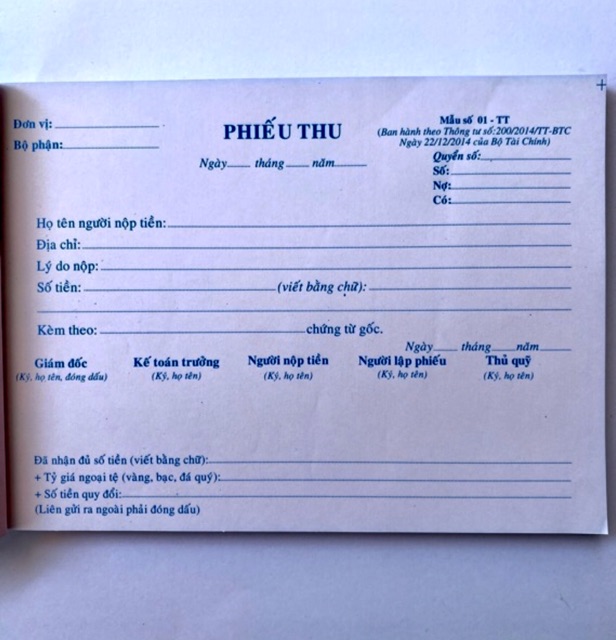 Đơn vị:
Bộ phận:
PHIẾU THU
Ngày tháng năm
Mẫu số 01 - TT
(Ban hành theo Thông tư số:200/2014/TT-BTC
Ngày 22/12/2014 của Bộ Tài Chính)
Quyển số:
Số:
Nợ:
Có:
Họ tên người nộp tiền:
Địa chỉ:
Lý do nộp:
Số tiền: (viết bằng chữ):
Kèm theo: chứng từ gốc.
Ngày tháng năm
Giám đốc Kế toán trưởng Người nộp tiền Người lập phiếu Thủ quỹ
(Ký, họ tên, đóng dấu) (Ký, họ tên) (Ký, họ tên) (Ký, họ tên) (Ký, họ tên)
Đã nhận đủ số tiền (viết bằng chữ):
+ Tỷ giá ngoại tệ (vàng, bạc, đá quý):
+ Số tiền quy đổi:
(Liên gửi ra ngoài phải đóng dấu)